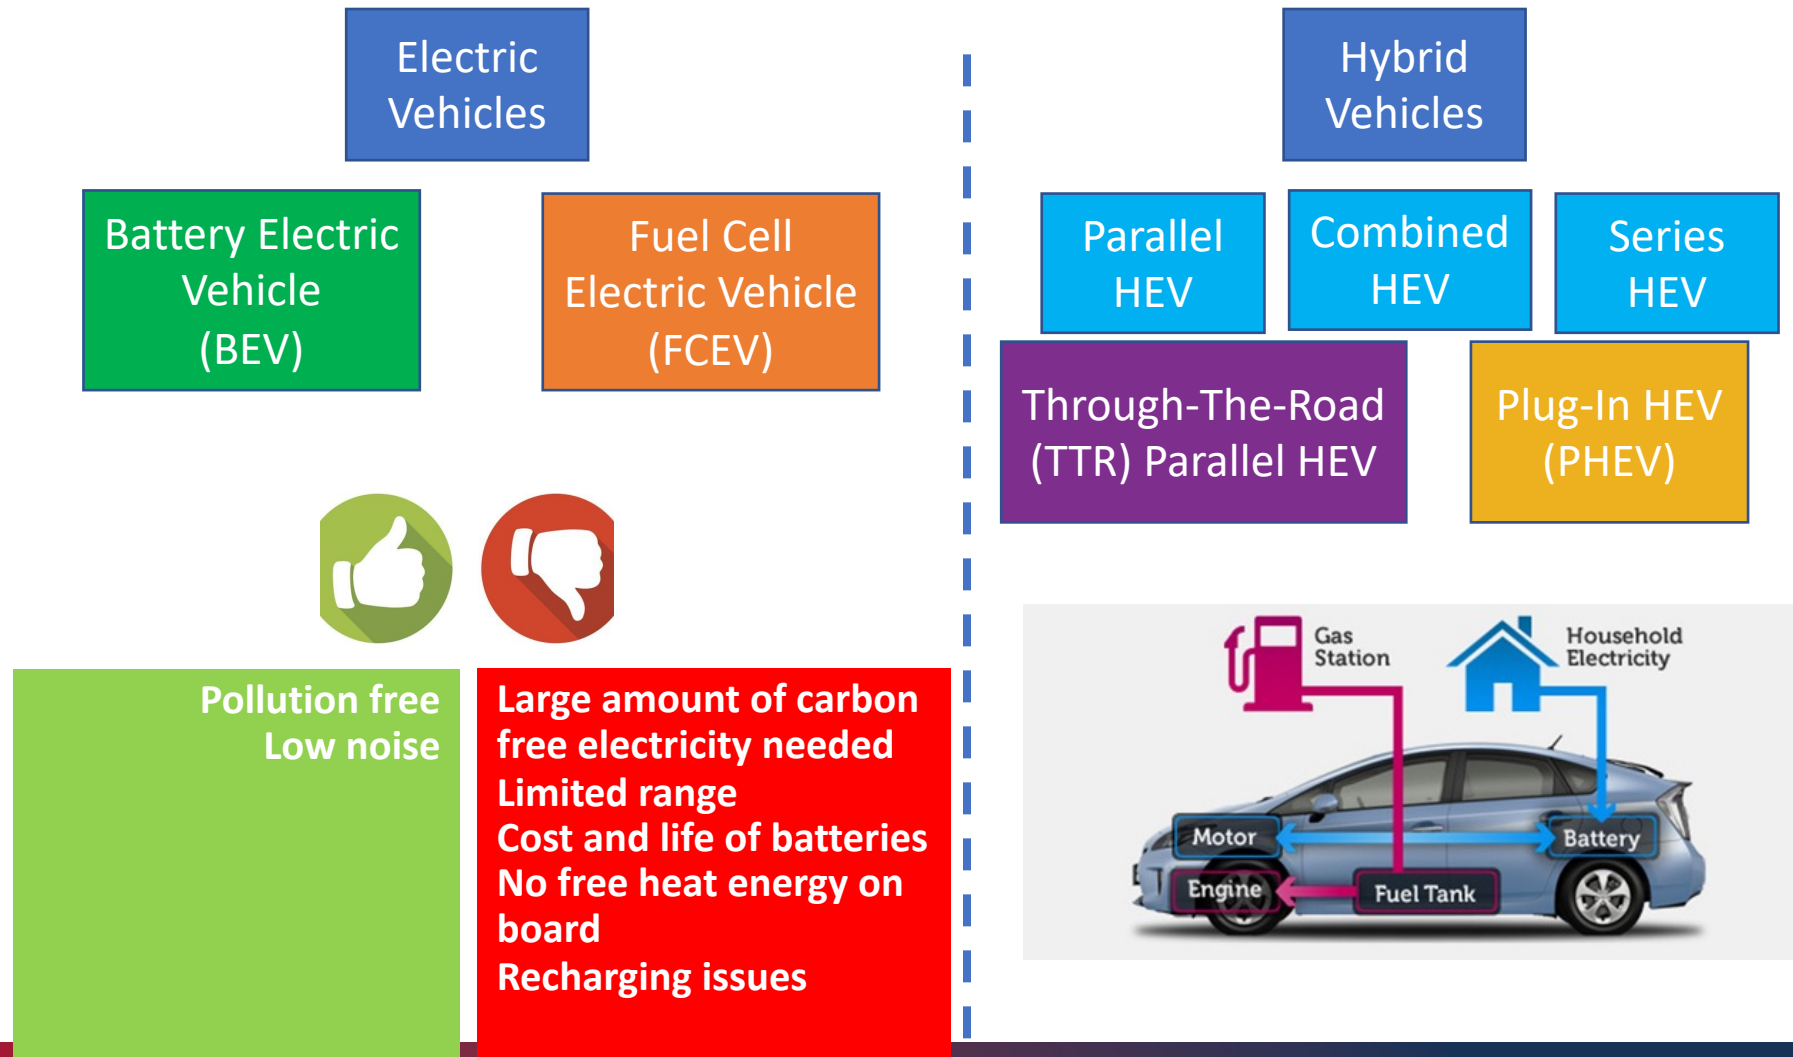 Electric
Vehicles
Battery Electric
Vehicle
(BEV)
Fuel Cell
Electric Vehicle
(FCEV)
Pollution free
Low noise
Large amount of carbon
free electricity needed
Limited range
Cost and life of batteries
No free heat energy on
board
Recharging issues
Hybrid
Vehicles
Parallel
HEV
Combined
HEV
Series
HEV
Through-The-Road
(TTR) Parallel HEV
Plug-In HEV
(PHEV)
Gas
Station
Household
Electricity
Motor
Battery
Engine
Fuel Tank